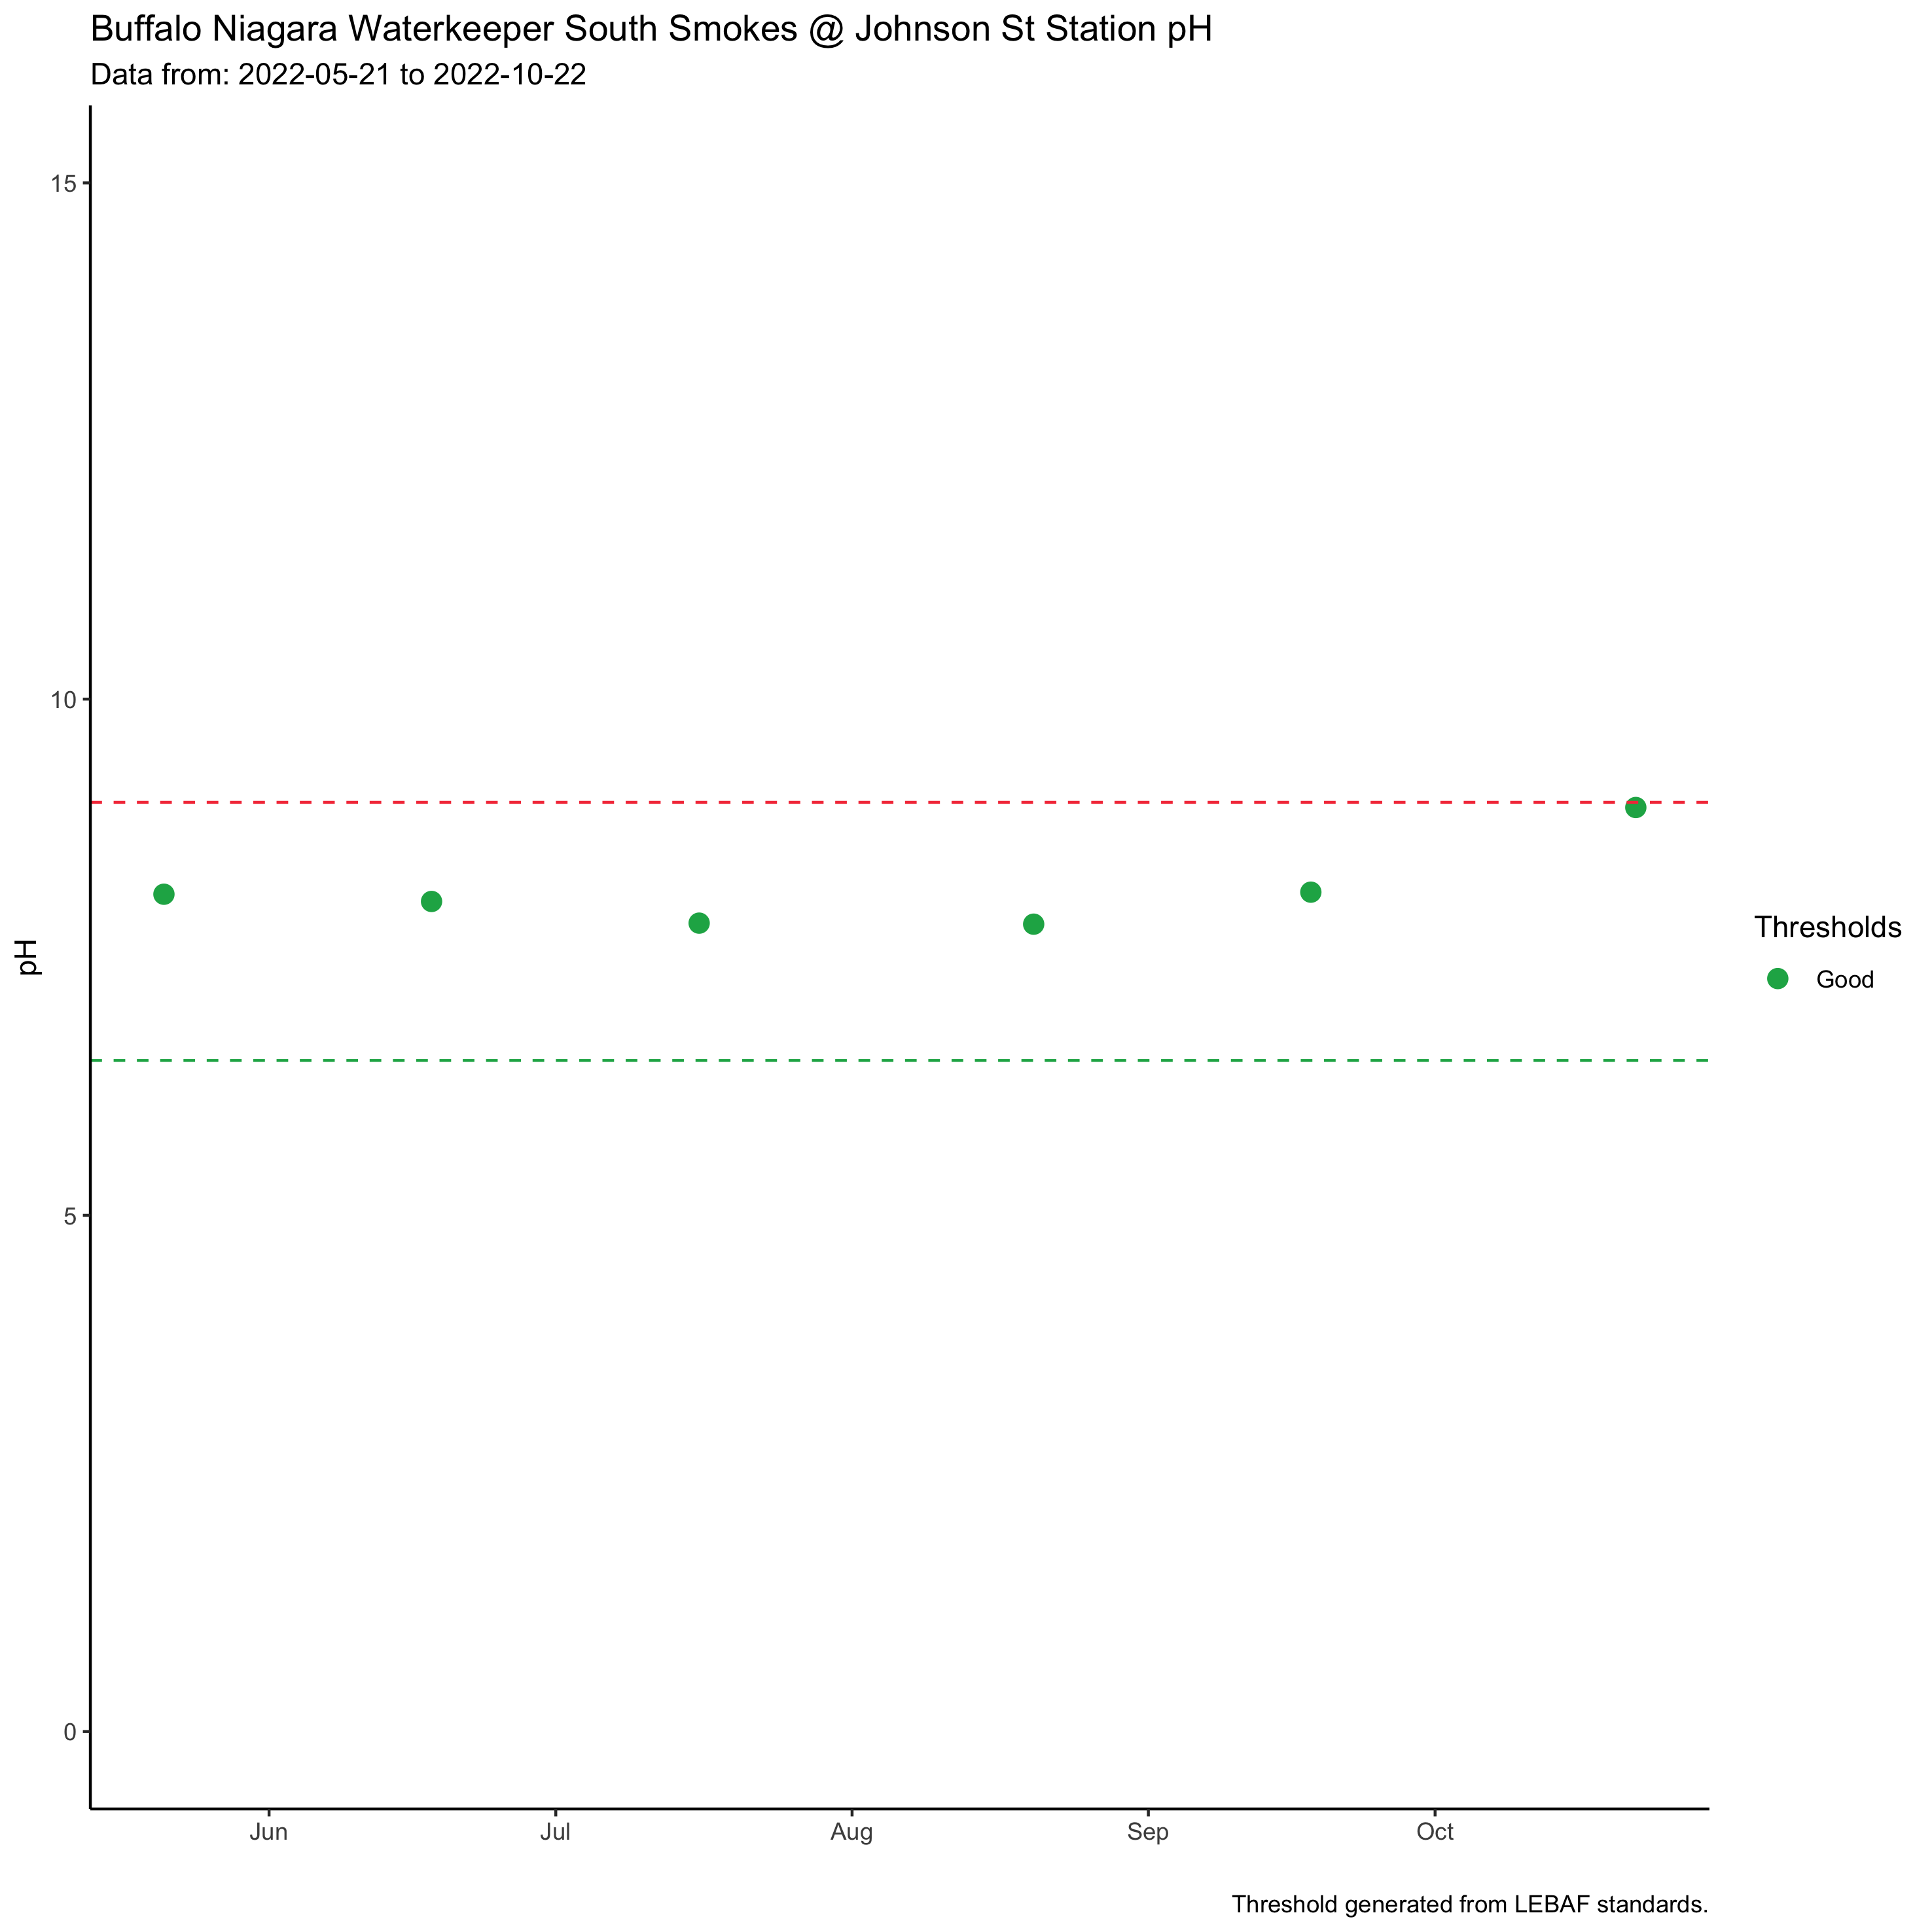 Buffalo Niagara Waterkeeper South Smokes @ Johnson St Station pH
Data from: 2022-05-21 to 2022-10-22
15
10
5
0
pH
Jun
Jul
Aug
Sep
Oct
Thresholds
Good
Threshold generated from LEBAF standards.